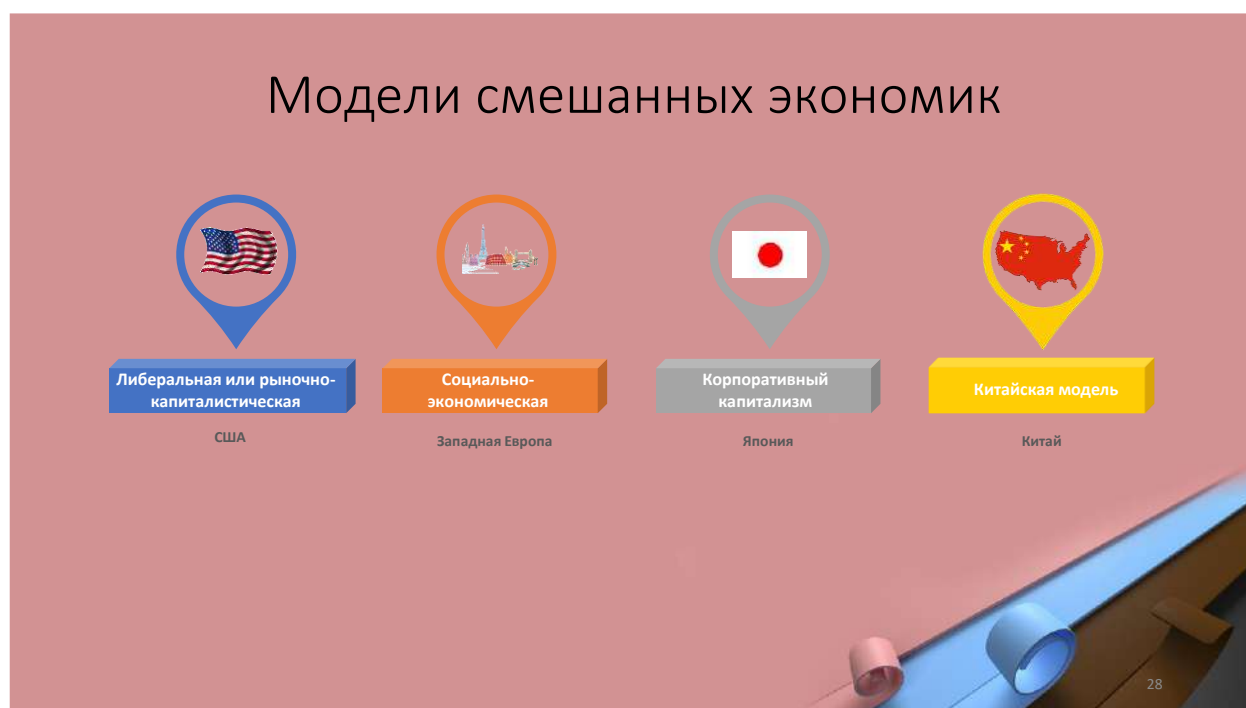 Модели смешанных экономик
Либеральная или рыночно-
капиталистическая
Социально-
экономическая
Корпоративный
капитализм
Китайская модель
США
Западная Европа
Япония
Китай
28